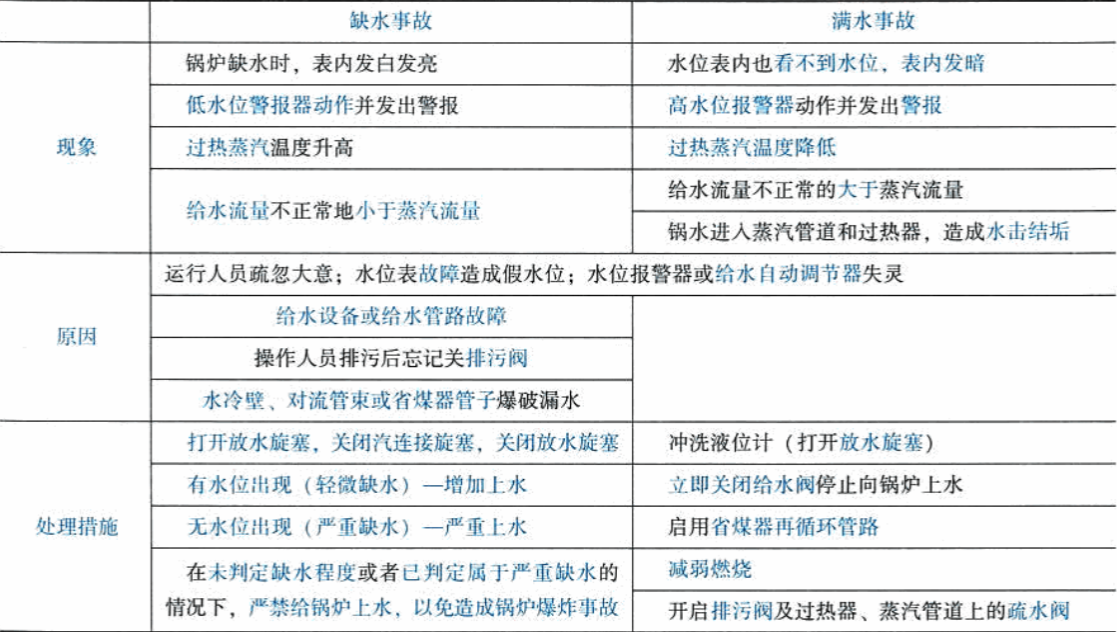 缺水事故 满水事故
现象
锅炉缺水时，表内发白发亮 水位表内也看不到水位，表内发暗
低水位警报器动作并发出警报 高水位报警器动作并发出警报
过热蒸汽温度升高 过热蒸汽温度降低
给水流量不正常地小于蒸汽流量
给水流量不正常的大于蒸汽流量
锅水进入蒸汽管道和过热器，造成水击结垢
原因
运行人员疏忽大意；水位表故障造成假水位；水位报警器或给水自动调节器失灵
给水设备或给水管路故障
操作人员排污后忘记关排污阀
水冷壁、对流管束或省煤器管子爆破漏水
处理措施
打开放水旋塞，关闭汽连接旋塞，关闭放水旋塞 冲洗液位计（打开放水旋塞）
有水位出现（轻微缺水）—增加上水 立即关闭给水阀停止向锅炉上水
无水位出现（严重缺水）—严重上水 启用省煤器再循环管路
在未判定缺水程度或者已判定属于严重缺水的
情况下，严禁给锅炉上水，以免造成锅炉爆炸事故
减弱燃烧
开启排污阀及过热器、蒸汽管道上的疏水阀